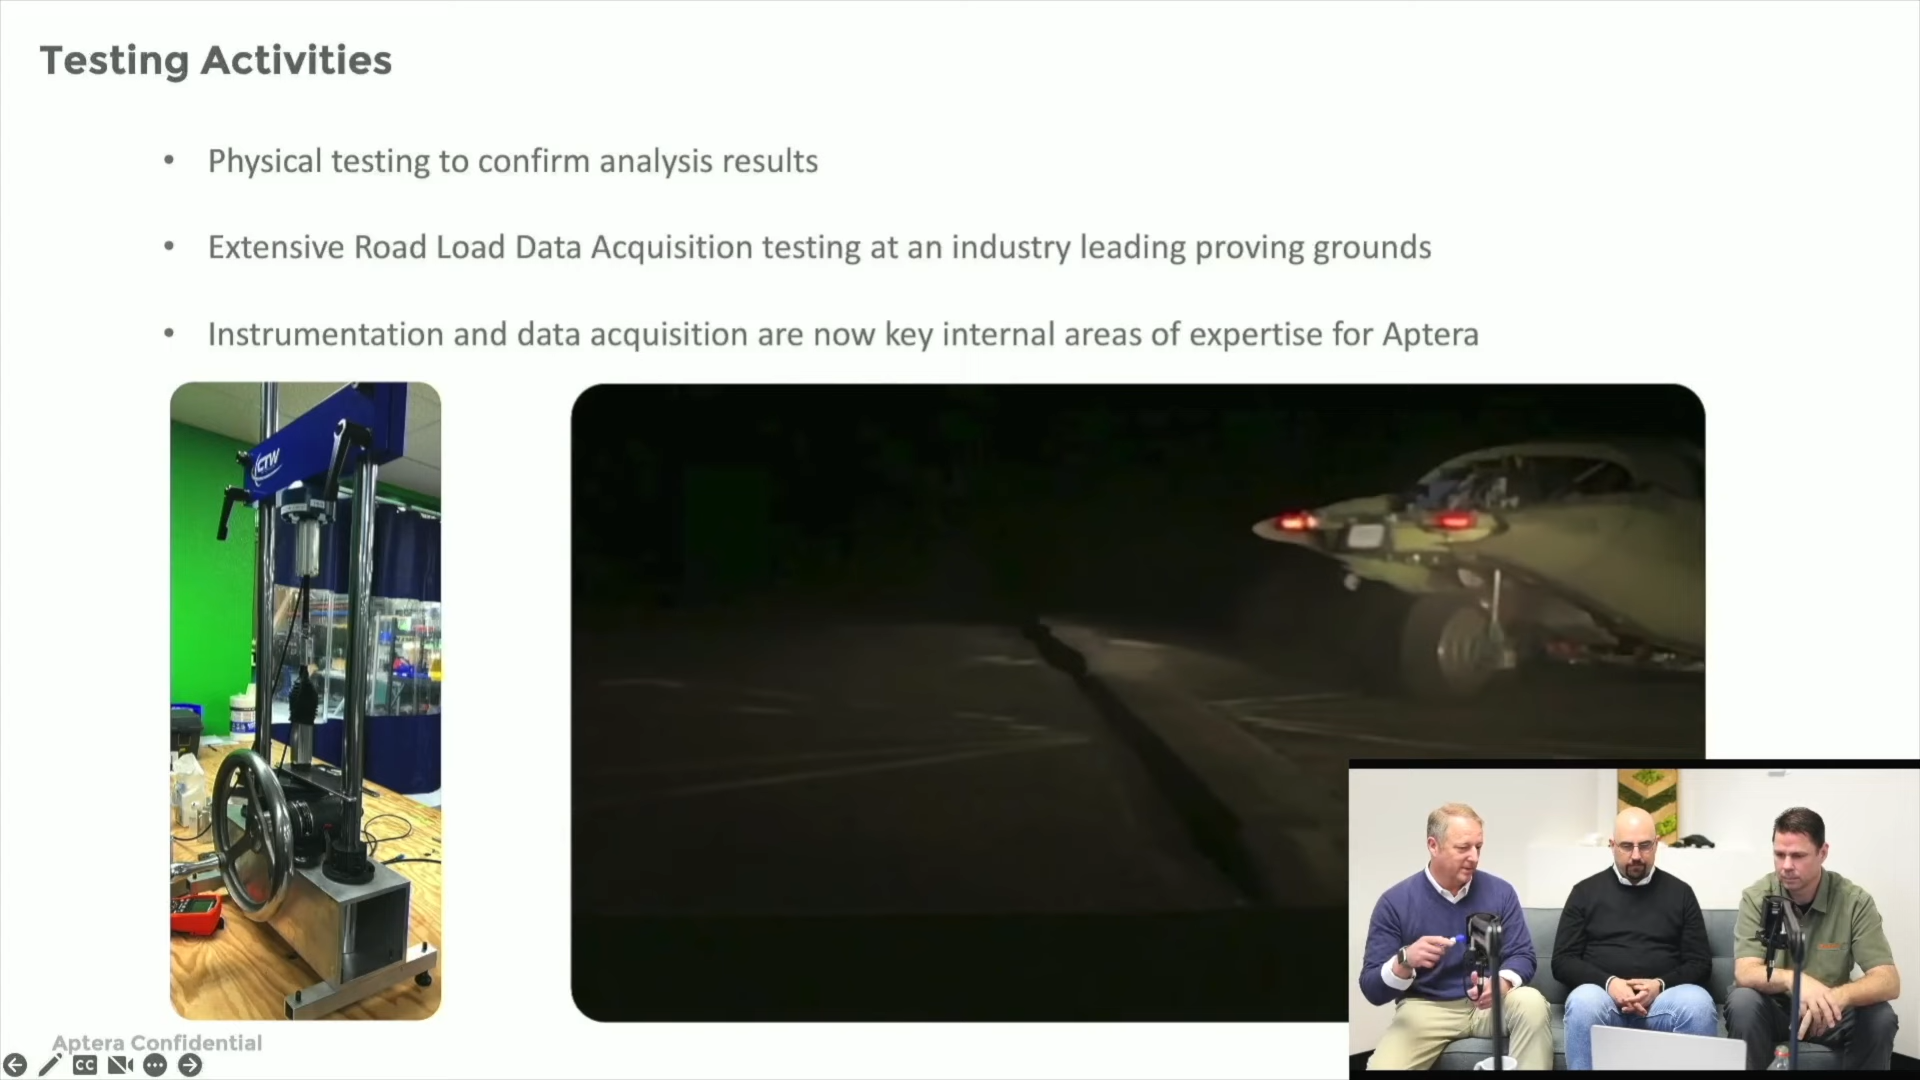 Testing Activities
• Physical testing to confirm analysis results
• Extensive Road Load Data Acquisition testing at an industry leading proving grounds
• Instrumentation and data acquisition are now key internal areas of expertise for Aptera
CTW
Aptera Confidential
CC